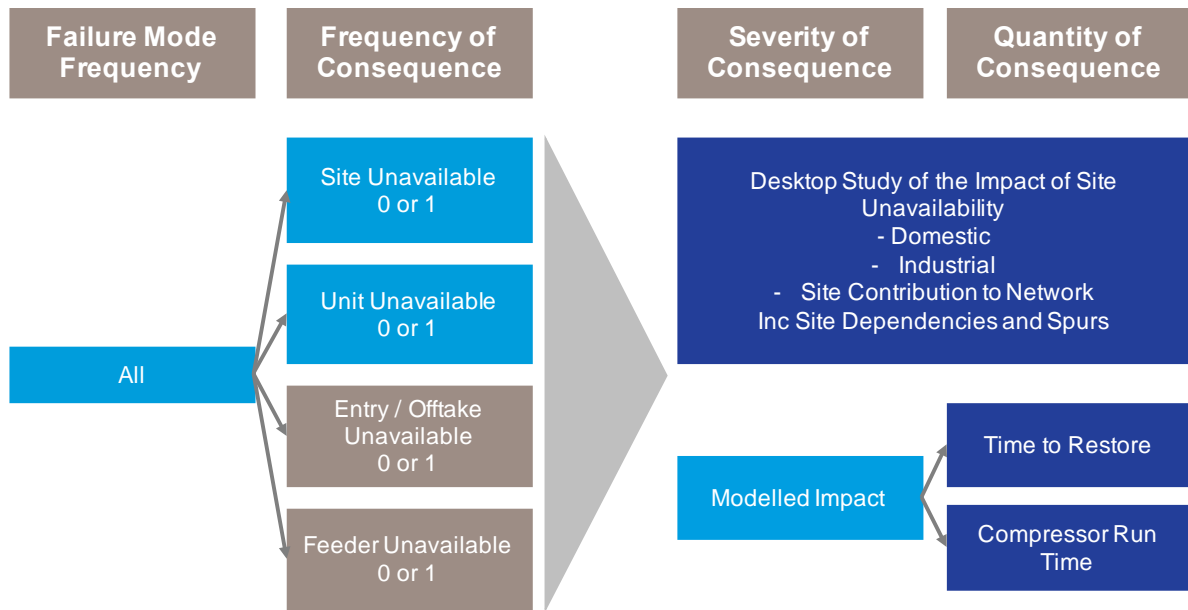 Failure Mode
Frequency
Frequency of
Consequence
Severity of
Consequence
Quantity of
Consequence
All
Site Unavailable
0 or 1
Unit Unavailable
0 or 1
Entry / Offtake
Unavailable
0 or 1
Feeder Unavailable
0 or 1
Desktop Study of the Impact of Site
Unavailability
- Domestic
- Industrial
- Site Contribution to Network
Inc Site Dependencies and Spurs
Modelled Impact
Time to Restore
Compressor Run
Time